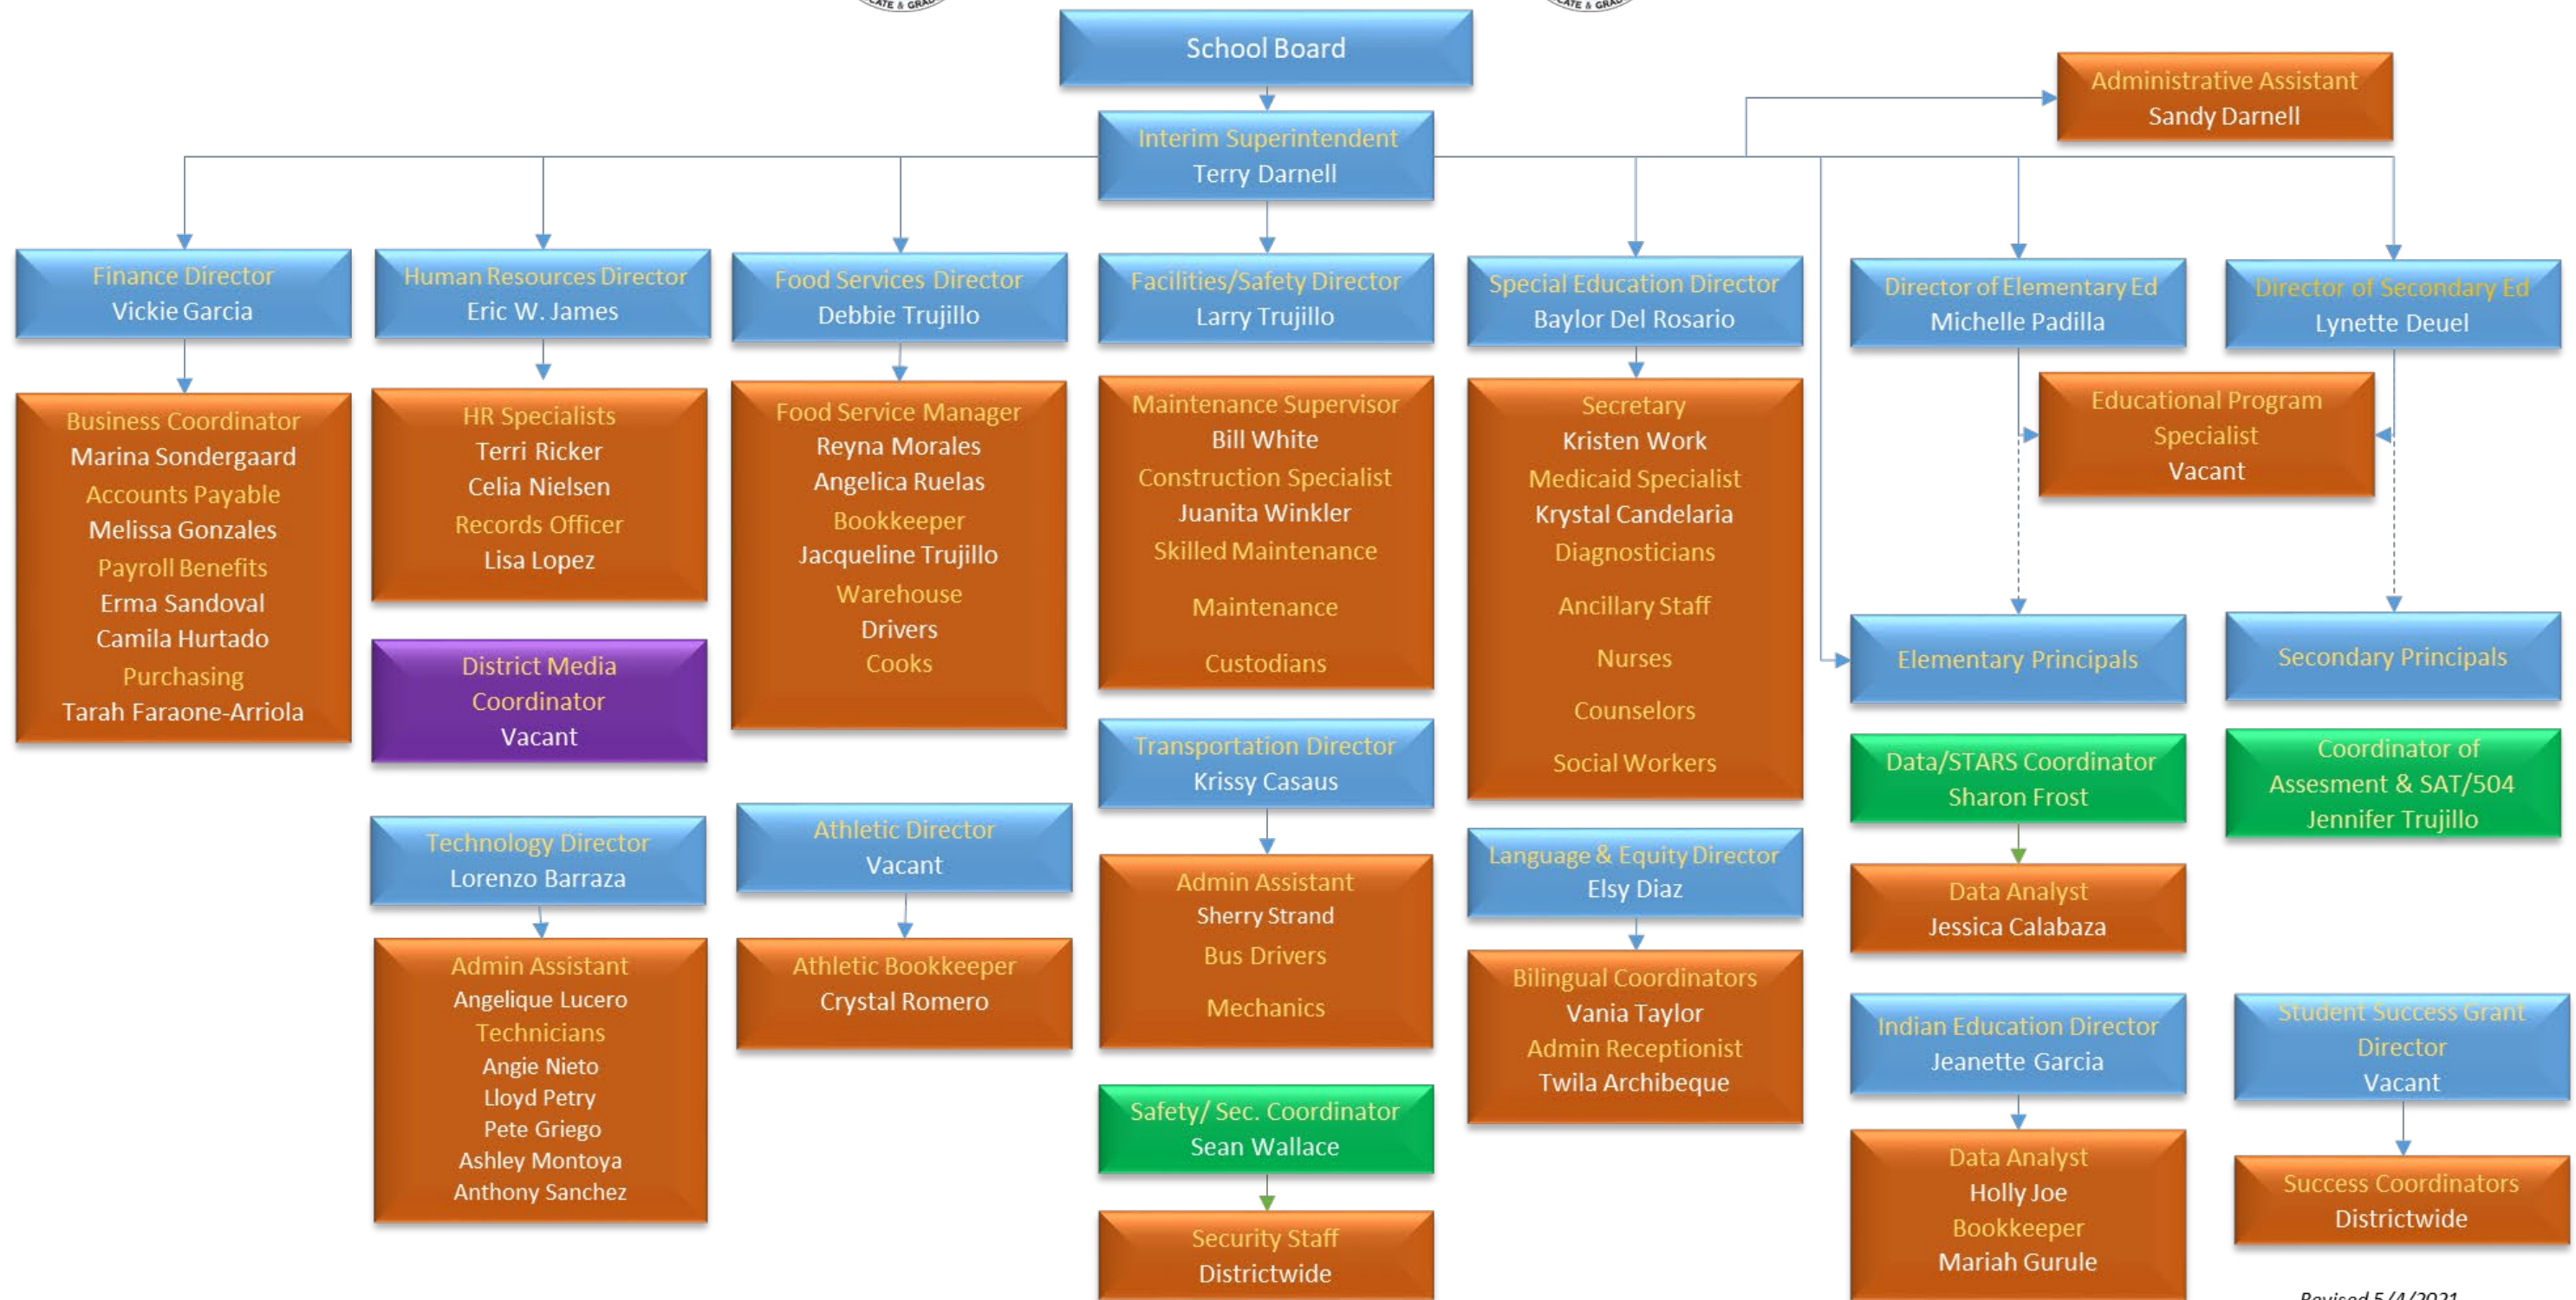 CATE & GRAD
CATE & GRAD
School Board
Administrative Assistant
Sandy Darnell
Interim Superintendent
Terry Darnell
Finance Director
Vickie Garcia
Human Resources Director
Eric W. James
Food Services Director
Debbie Trujillo
Facilities/Safety Director
Larry Trujillo
Special Education Director
Baylor Del Rosario
Director of Elementary Ed
Michelle Padilla
Director of Secondary Ed
Lynette Deuel
Business Coordinator
Marina Sondergaard
Accounts Payable
Melissa Gonzales
Payroll Benefits
Erma Sandoval
Camila Hurtado
Purchasing
Tarah Faraone-Arriola
HR Specialists
Terri Ricker
Celia Nielsen
Records Officer
Lisa Lopez
Food Service Manager
Reyna Morales
Angelica Ruelas
Bookkeeper
Jacqueline Trujillo
Warehouse
Drivers
Cooks
Maintenance Supervisor
Bill White
Construction Specialist
Juanita Winkler
Skilled Maintenance
Maintenance
Custodians
Secretary
Kristen Work
Medicaid Specialist
Krystal Candelaria
Diagnosticians
Ancillary Staff
Nurses
Counselors
Social Workers
Educational Program
Specialist
Vacant
Elementary Principals
Secondary Principals
District Media
Coordinator
Vacant
Transportation Director
Krissy Casaus
Data/STARS Coordinator
Sharon Frost
Coordinator of
Assesment & SAT/504
Jennifer Trujillo
Technology Director
Lorenzo Barraza
Athletic Director
Vacant
Language & Equity Director
Elsy Diaz
Admin Assistant
Sherry Strand
Bus Drivers
Mechanics
Data Analyst
Jessica Calabaza
Admin Assistant
Angelique Lucero
Technicians
Angie Nieto
Lloyd Petry
Pete Griego
Ashley Montoya
Anthony Sanchez
Athletic Bookkeeper
Crystal Romero
Bilingual Coordinators
Vania Taylor
Admin Receptionist
Twila Archibeque
Indian Education Director
Jeanette Garcia
Student Success Grant
Director
Vacant
Safety/ Sec. Coordinator
Sean Wallace
Data Analyst
Holly Joe
Bookkeeper
Mariah Gurule
Success Coordinators
Districtwide
Security Staff
Districtwide
Revised 5/4/2021